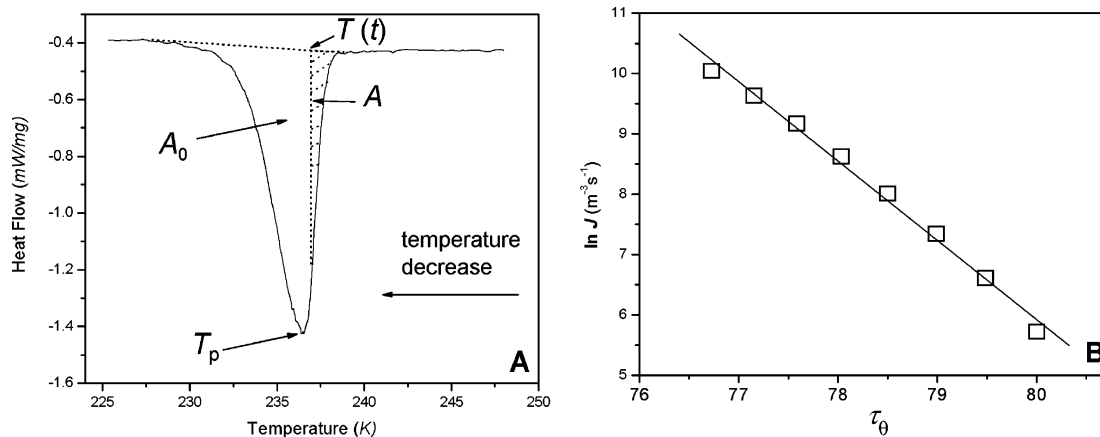 -0.4
-0.6
-0.8
-1.0
-1.2
-1.4
-1.6
Heat Flow (mW/mg)
T (t)
A
A₀
temperature
decrease
Tₚ
A
225 230 235 240 245 250
Temperature (K)
11
10
9
8
7
6
5
ln J (m⁻³s⁻¹)
B
76 77 78 79 80
τ_θ